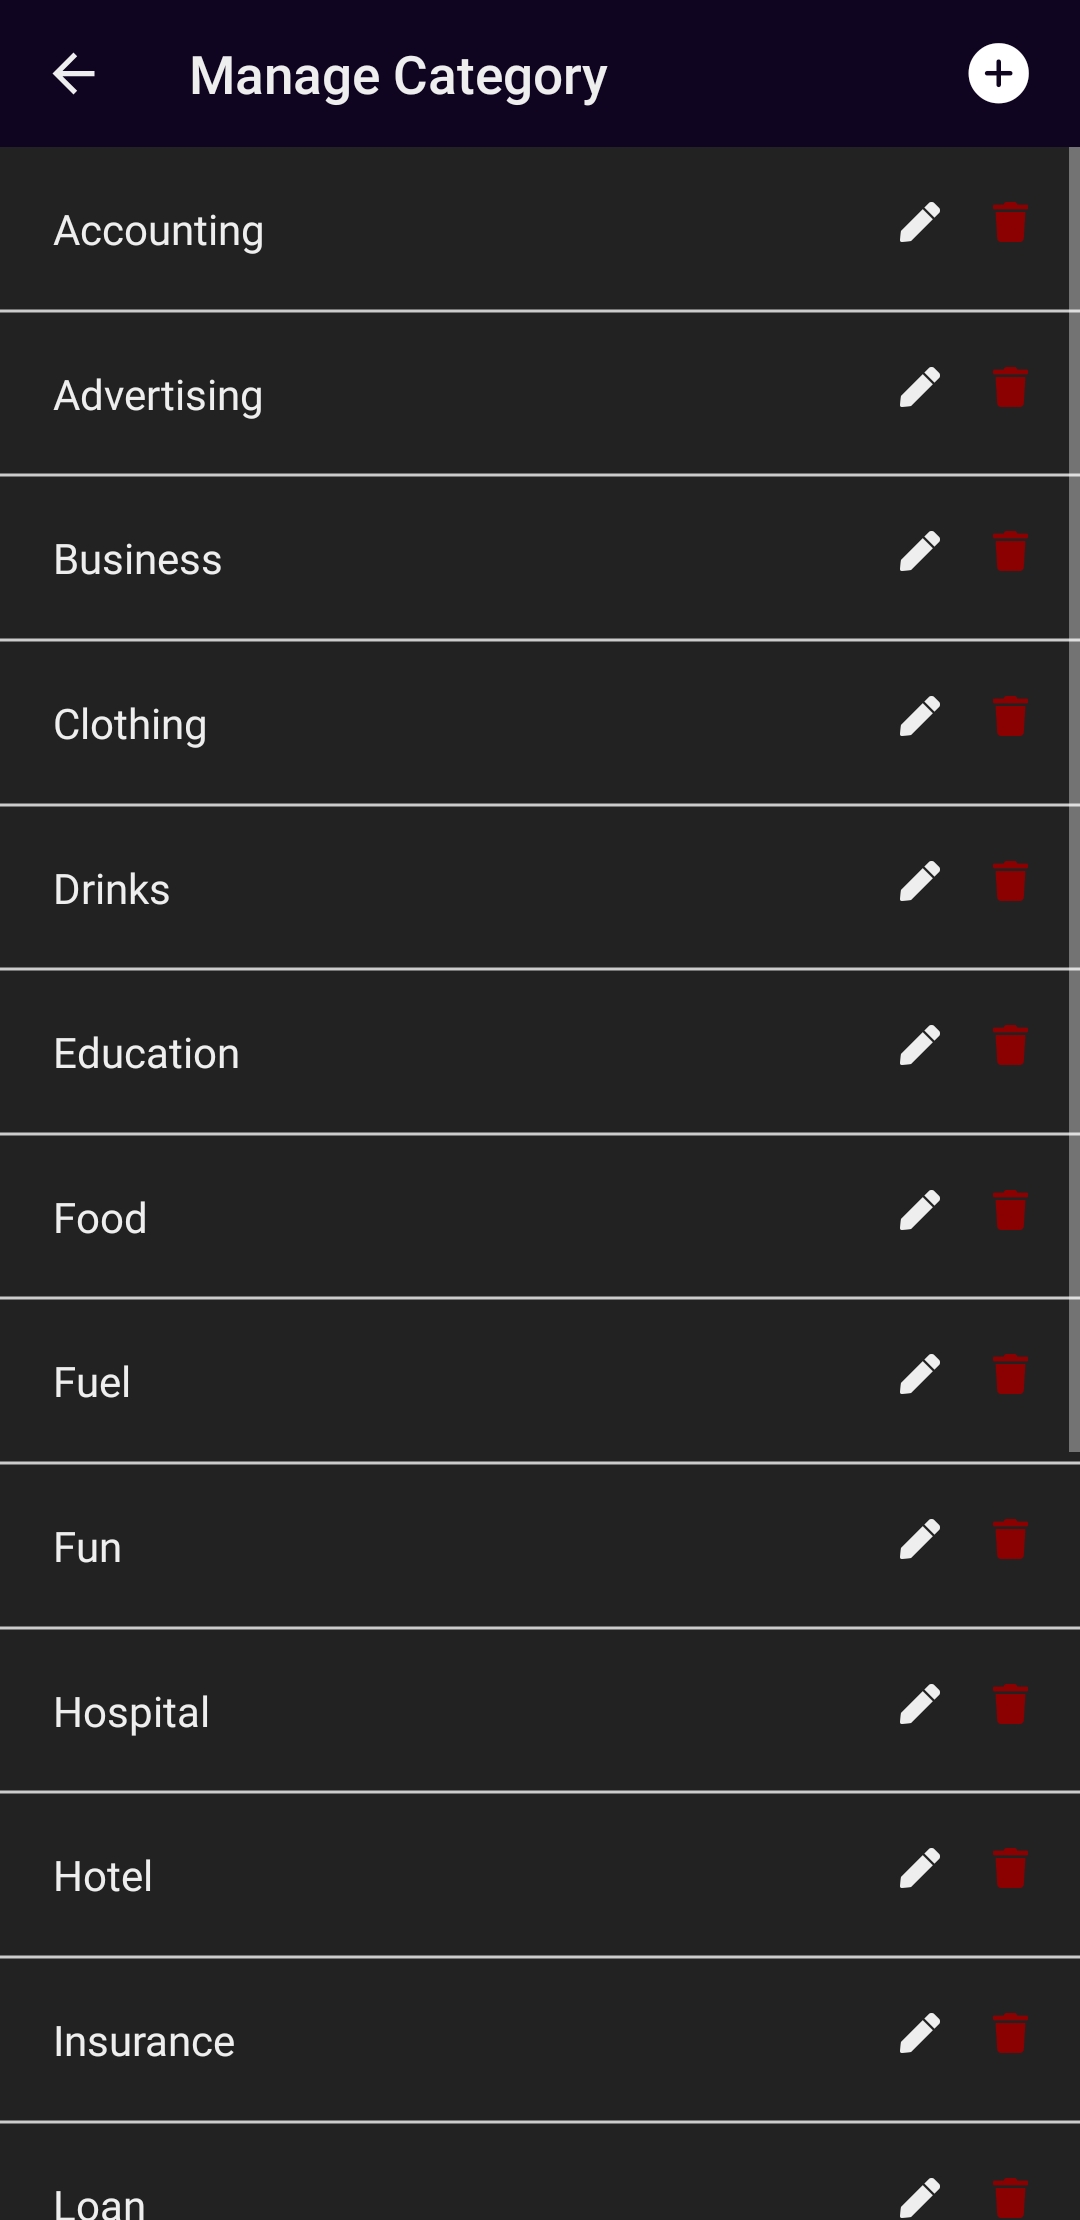 Manage Category
Accounting
Advertising
Business
Clothing
Drinks
Education
Food
Fuel
Fun
Hospital
Hotel
Insurance
Loan